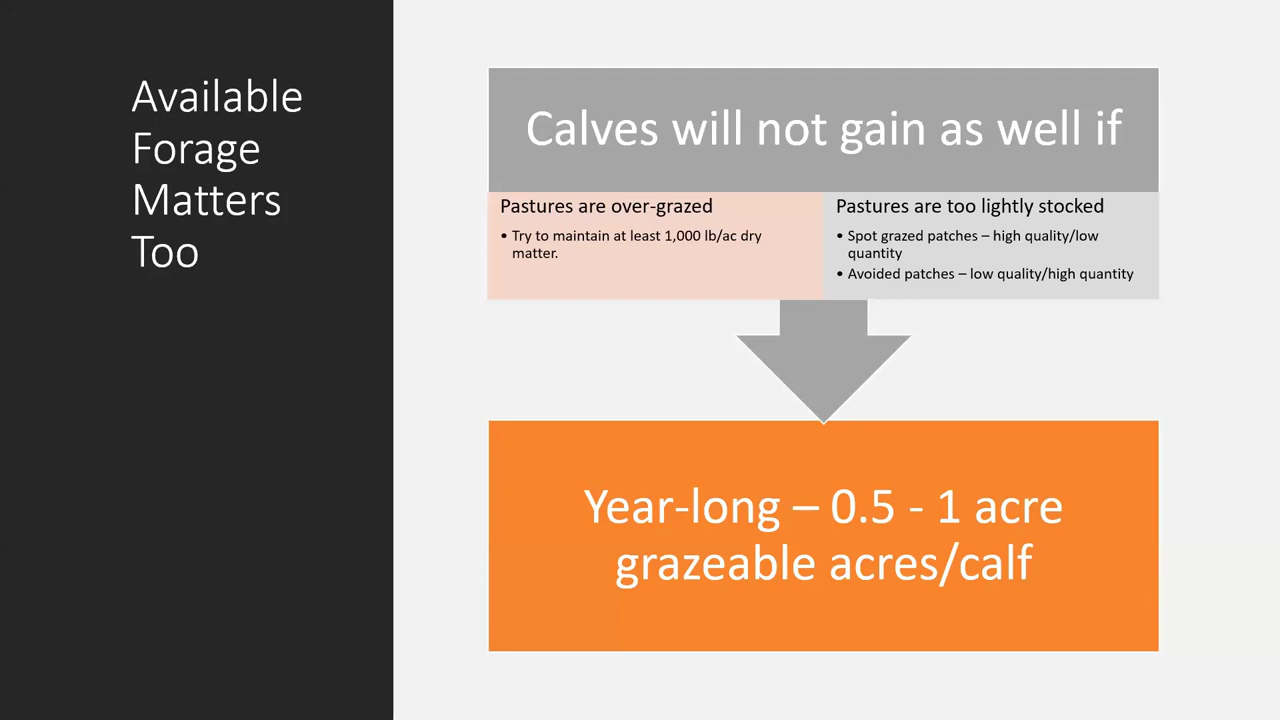 Available
Forage
Matters
Too
Calves will not gain as well if
Pastures are over-grazed
• Try to maintain at least 1,000 lb/ac dry
matter.
Pastures are too lightly stocked
• Spot grazed patches – high quality/low
quantity
• Avoided patches – low quality/high quantity
Year-long – 0.5 - 1 acre
grazeable acres/calf